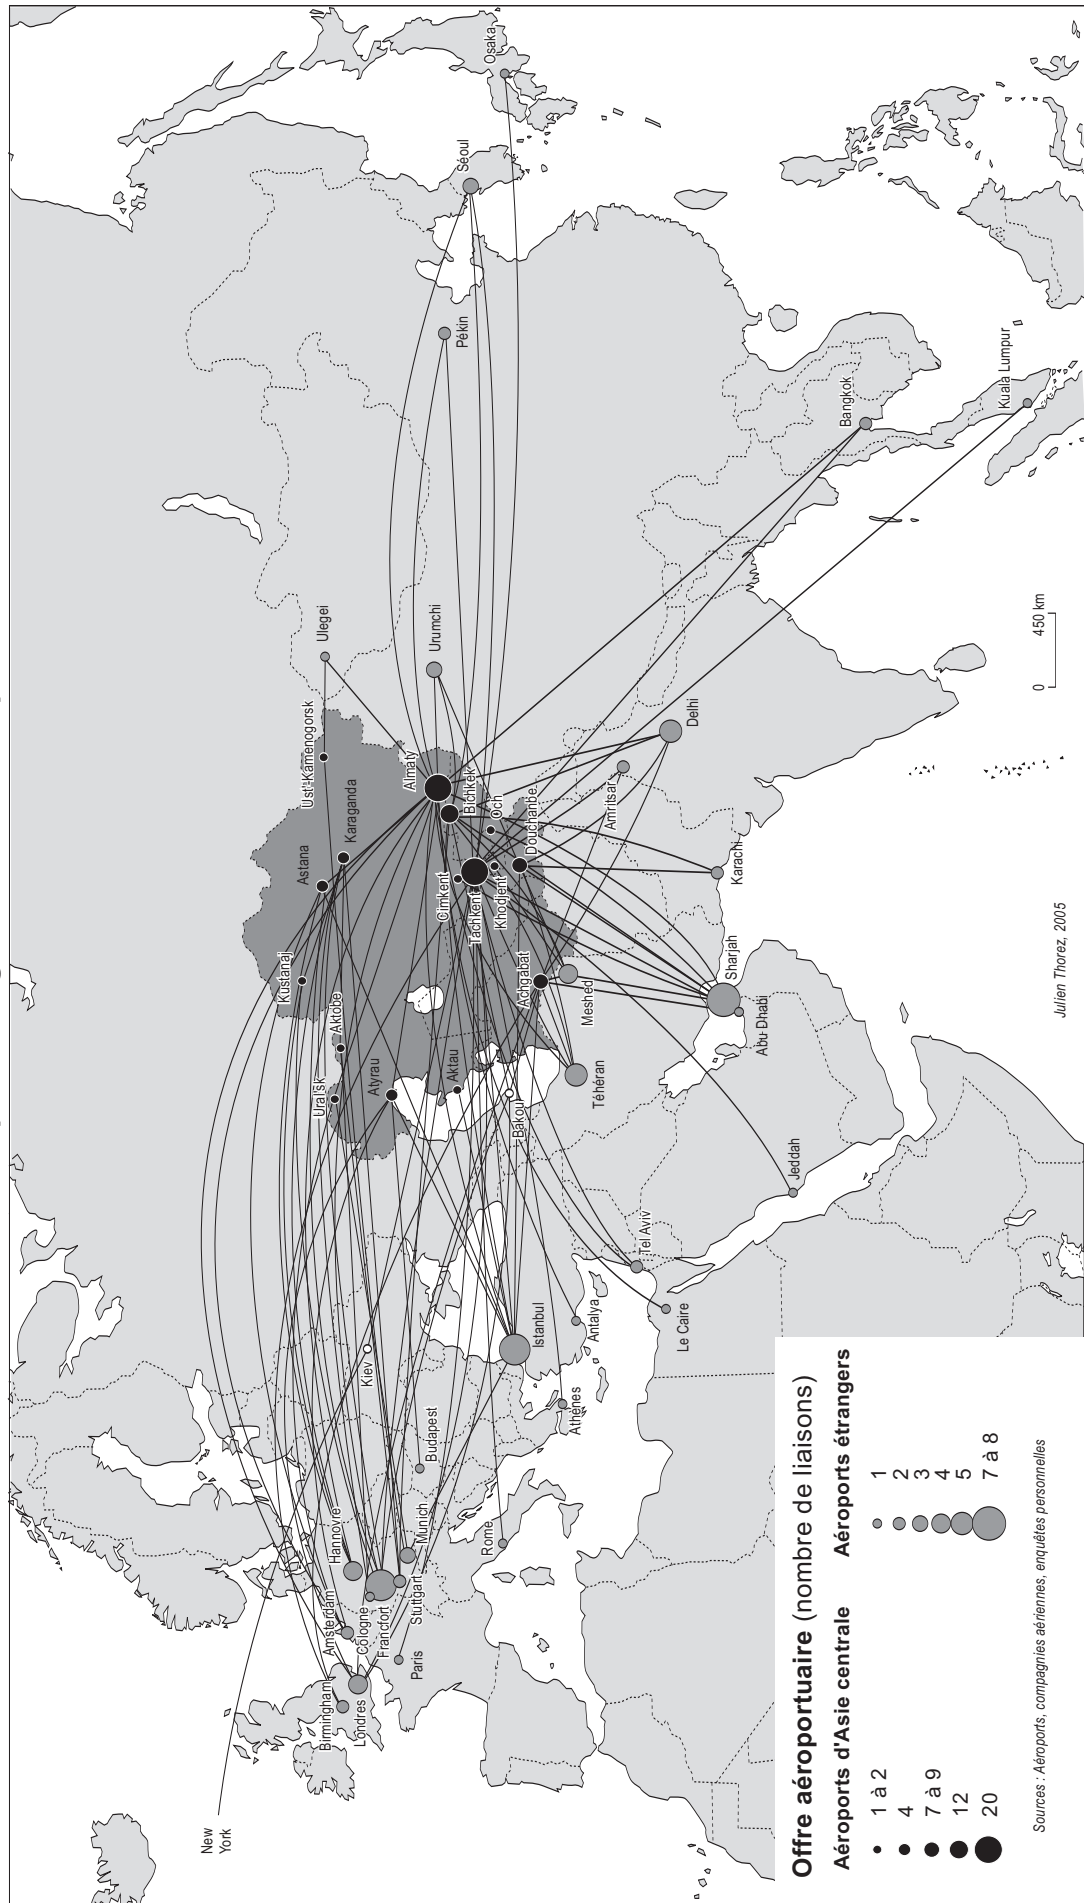 New
York
Birmingham
Londres
Amsterdam
Cologne
Francfort
Hannovre
Stuttgart
Munich
Paris
Rome
Budapest
Kiev
Athènes
Istanbul
Antalya
Le Caire
Tel Aviv
Jeddah
Bakou
Téhéran
Meshed
Abu Dhabi
Sharjah
Karachi
Amritsar
Delhi
Ural'sk
Aktobe
Atyrau
Aktau
Kustanaj
Astana
Karaganda
Ust'-Kamenogorsk
Almaty
Bichkek
Och
Cimkent
Tachkent
Khodjent
Douchanbe
Achgabat
Ulegei
Urumchi
Pékin
Séoul
Osaka
Bangkok
Kuala Lumpur
0 450 km
Julien Thorez, 2005
Offre aéroportuaire (nombre de liaisons)
Aéroports d'Asie centrale
1 à 2
4
7 à 9
12
20
Aéroports étrangers
1
2
3
4
5
7 à 8
Sources : Aéroports, compagnies aériennes, enquêtes personnelles